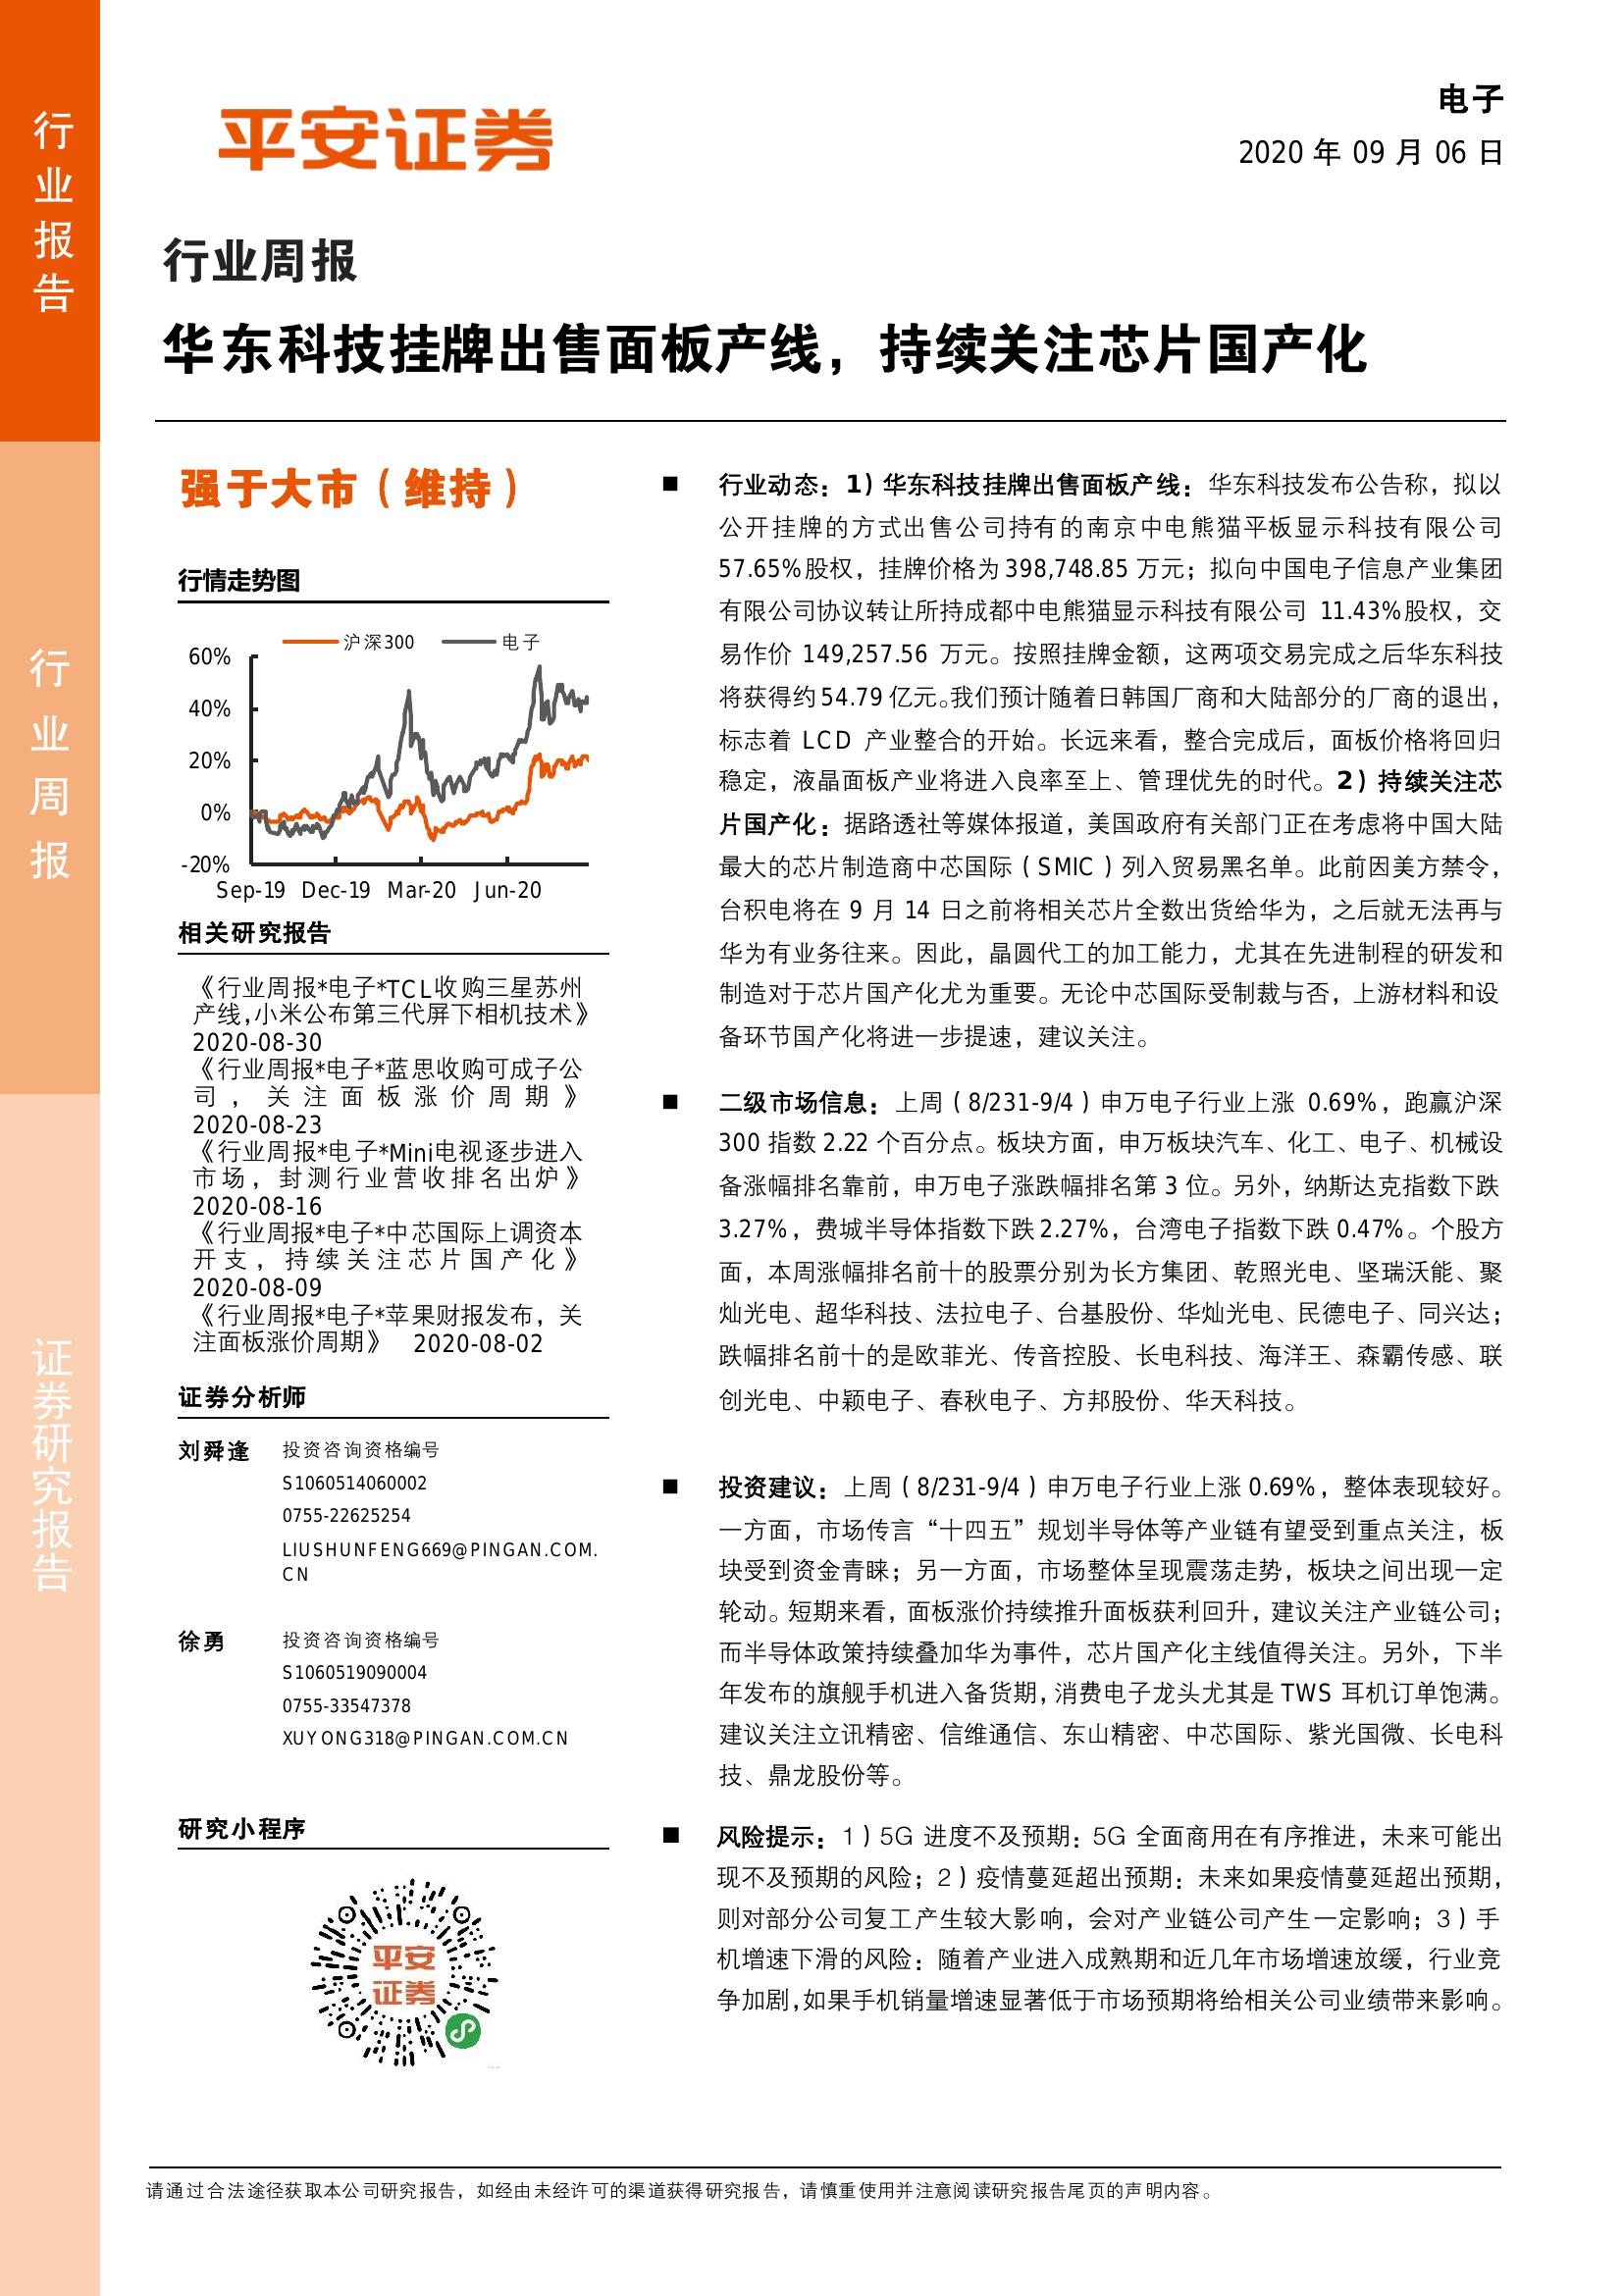 行业报告
行业周报
证券研究报告
平安证券
电子
2020 年 09 月 06 日
行业周报
华东科技挂牌出售面板产线，持续关注芯片国产化
强于大市（维持）
行情走势图
沪深300 电子
60%
40%
20%
0%
-20%
Sep-19 Dec-19 Mar-20 Jun-20
相关研究报告
《行业周报*电子*TCL收购三星苏州
产线,小米公布第三代屏下相机技术》
2020-08-30
《行业周报*电子*蓝思收购可成子公
司，关注面板涨价周期》
2020-08-23
《行业周报*电子*Mini电视逐步进入
市场，封测行业营收排名出炉》
2020-08-16
《行业周报*电子*中芯国际上调资本
开支，持续关注芯片国产化》
2020-08-09
《行业周报*电子*苹果财报发布，关
注面板涨价周期》 2020-08-02
证券分析师
刘舜逢 投资咨询资格编号
S1060514060002
0755-22625254
LIUSHUNFENG669@PINGAN.COM.
CN
徐勇 投资咨询资格编号
S1060519090004
0755-33547378
XUYONG318@PINGAN.COM.CN
研究小程序
平安
证券
■ 行业动态：1）华东科技挂牌出售面板产线：华东科技发布公告称，拟以
公开挂牌的方式出售公司持有的南京中电熊猫平板显示科技有限公司
57.65%股权，挂牌价格为 398,748.85 万元；拟向中国电子信息产业集团
有限公司协议转让所持成都中电熊猫显示科技有限公司 11.43%股权，交
易作价 149,257.56 万元。按照挂牌金额，这两项交易完成之后华东科技
将获得约 54.79 亿元。我们预计随着日韩国厂商和大陆部分的厂商的退出，
标志着 LCD 产业整合的开始。长远来看，整合完成后，面板价格将回归
稳定，液晶面板产业将进入良率至上、管理优先的时代。2）持续关注芯
片国产化：据路透社等媒体报道，美国政府有关部门正在考虑将中国大陆
最大的芯片制造商中芯国际（SMIC）列入贸易黑名单。此前因美方禁令，
台积电将在 9 月 14 日之前将相关芯片全数出货给华为，之后就无法再与
华为有业务往来。因此，晶圆代工的加工能力，尤其在先进制程的研发和
制造对于芯片国产化尤为重要。无论中芯国际受制裁与否，上游材料和设
备环节国产化将进一步提速，建议关注。
■ 二级市场信息：上周（8/231-9/4）申万电子行业上涨 0.69%，跑赢沪深
300 指数 2.22 个百分点。板块方面，申万板块汽车、化工、电子、机械设
备涨幅排名靠前，申万电子涨跌幅排名第 3 位。另外，纳斯达克指数下跌
3.27%，费城半导体指数下跌 2.27%，台湾电子指数下跌 0.47%。个股方
面，本周涨幅排名前十的股票分别为长方集团、乾照光电、坚瑞沃能、聚
灿光电、超华科技、法拉电子、台基股份、华灿光电、民德电子、同兴达；
跌幅排名前十的是欧菲光、传音控股、长电科技、海洋王、森霸传感、联
创光电、中颖电子、春秋电子、方邦股份、华天科技。
■ 投资建议：上周（8/231-9/4）申万电子行业上涨 0.69%，整体表现较好。
一方面，市场传言“十四五”规划半导体等产业链有望受到重点关注，板
块受到资金青睐；另一方面，市场整体呈现震荡走势，板块之间出现一定
轮动。短期来看，面板涨价持续推升面板获利回升，建议关注产业链公司；
而半导体政策持续叠加华为事件，芯片国产化主线值得关注。另外，下半
年发布的旗舰手机进入备货期，消费电子龙头尤其是 TWS 耳机订单饱满。
建议关注立讯精密、信维通信、东山精密、中芯国际、紫光国微、长电科
技、鼎龙股份等。
■ 风险提示：1）5G 进度不及预期：5G 全面商用在有序推进，未来可能出
现不及预期的风险；2）疫情蔓延超出预期：未来如果疫情蔓延超出预期，
则对部分公司复工产生较大影响，会对产业链公司产生一定影响；3）手
机增速下滑的风险：随着产业进入成熟期和近几年市场增速放缓，行业竞
争加剧，如果手机销量增速显著低于市场预期将给相关公司业绩带来影响。
请通过合法途径获取本公司研究报告，如经由未经许可的渠道获得研究报告，请慎重使用并注意阅读研究报告尾页的声明内容。